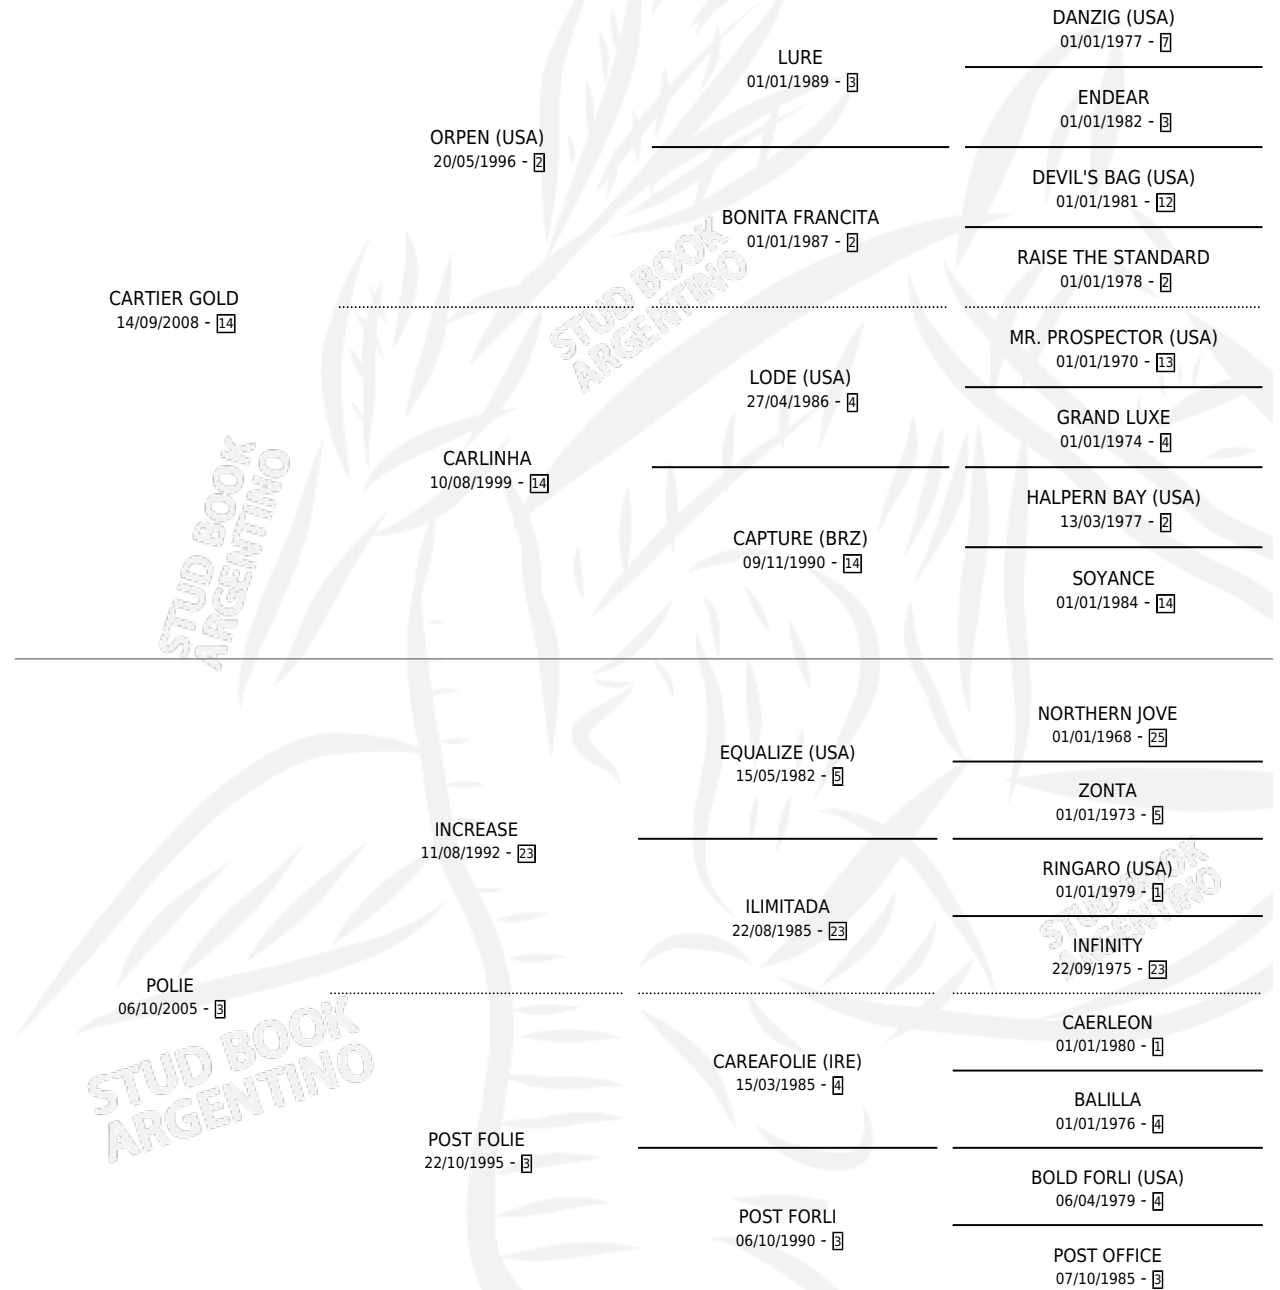 DANZIG (USA)
01/01/1977 - 7
LURE
01/01/1989 - 3
ENDEAR
01/01/1982 - 3
ORPEN (USA)
20/05/1996 - 2
DEVIL'S BAG (USA)
01/01/1981 - 12
BONITA FRANCITA
01/01/1987 - 2
RAISE THE STANDARD
01/01/1978 - 2
CARTIER GOLD
14/09/2008 - 14
STUD BOOK
ARGENTINO
MR. PROSPECTOR (USA)
01/01/1970 - 13
LODE (USA)
27/04/1986 - 4
GRAND LUXE
01/01/1974 - 4
CARLINHA
10/08/1999 - 14
STUD BOOK
ARGENTINO
HALPERN BAY (USA)
13/03/1977 - 2
CAPTURE (BRZ)
09/11/1990 - 14
SOYANCE
01/01/1984 - 14
NORTHERN JOVE
01/01/1968 - 25
EQUALIZE (USA)
15/05/1982 - 5
ZONTA
01/01/1973 - 5
INCREASE
11/08/1992 - 23
RINGARO (USA)
01/01/1979 - 1
STUD BOOK
ARGENTINO
ILIMITADA
22/08/1985 - 23
INFINITY
22/09/1975 - 23
POLIE
06/10/2005 - 3
STUD BOOK
ARGENTINO
CAERLEON
01/01/1980 - 1
CAREAFOLIE (IRE)
15/03/1985 - 4
BALILLA
01/01/1976 - 4
POST FOLIE
22/10/1995 - 3
BOLD FORLI (USA)
06/04/1979 - 4
POST FORLI
06/10/1990 - 3
POST OFFICE
07/10/1985 - 3